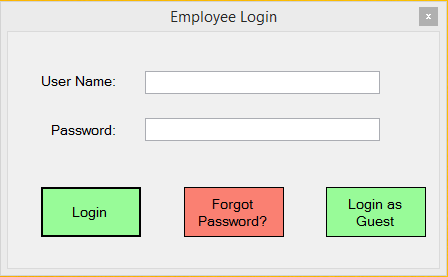 Employee Login
x
User Name:
Password:
Login
Forgot
Password?
Login as
Guest